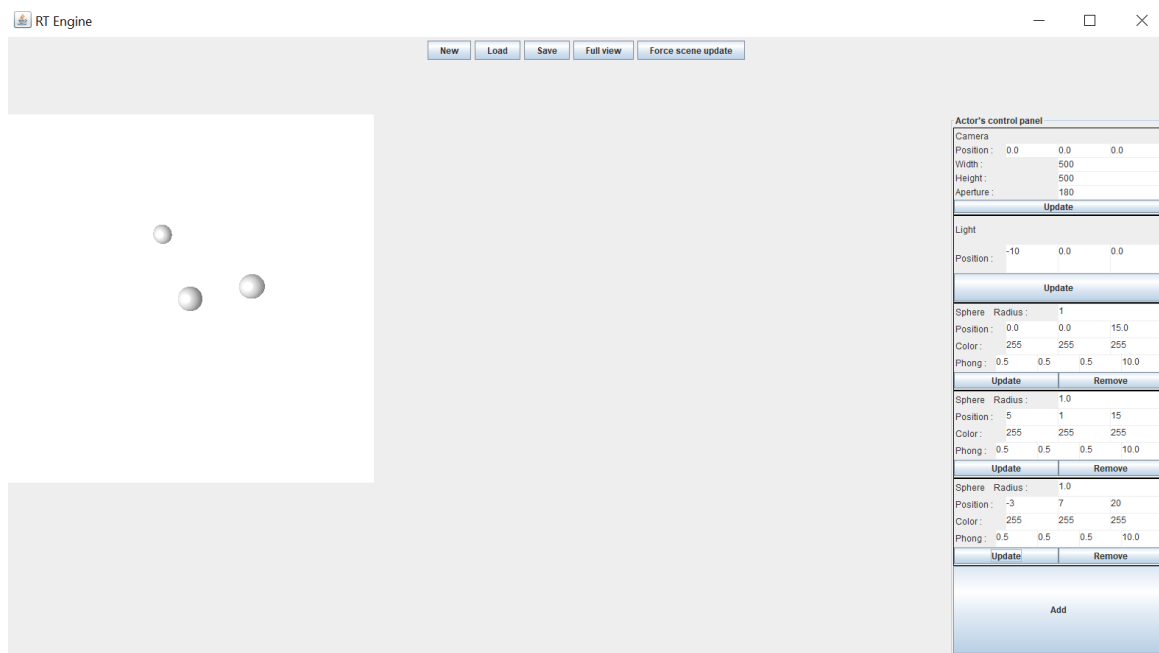 RT Engine
New Load Save Full view Force scene update
Actor's control panel
Camera
Position : 0.0 0.0 0.0
Width : 500
Height : 500
Aperture : 180
Update
Light
Position : -10 0.0 0.0
Update
Sphere Radius : 1
Position : 0.0 0.0 15.0
Color : 255 255 255
Phong : 0.5 0.5 0.5 10.0
Update Remove
Sphere Radius : 1.0
Position : 5 1 15
Color : 255 255 255
Phong : 0.5 0.5 0.5 10.0
Update Remove
Sphere Radius : 1.0
Position : -3 7 20
Color : 255 255 255
Phong : 0.5 0.5 0.5 10.0
Update Remove
Add